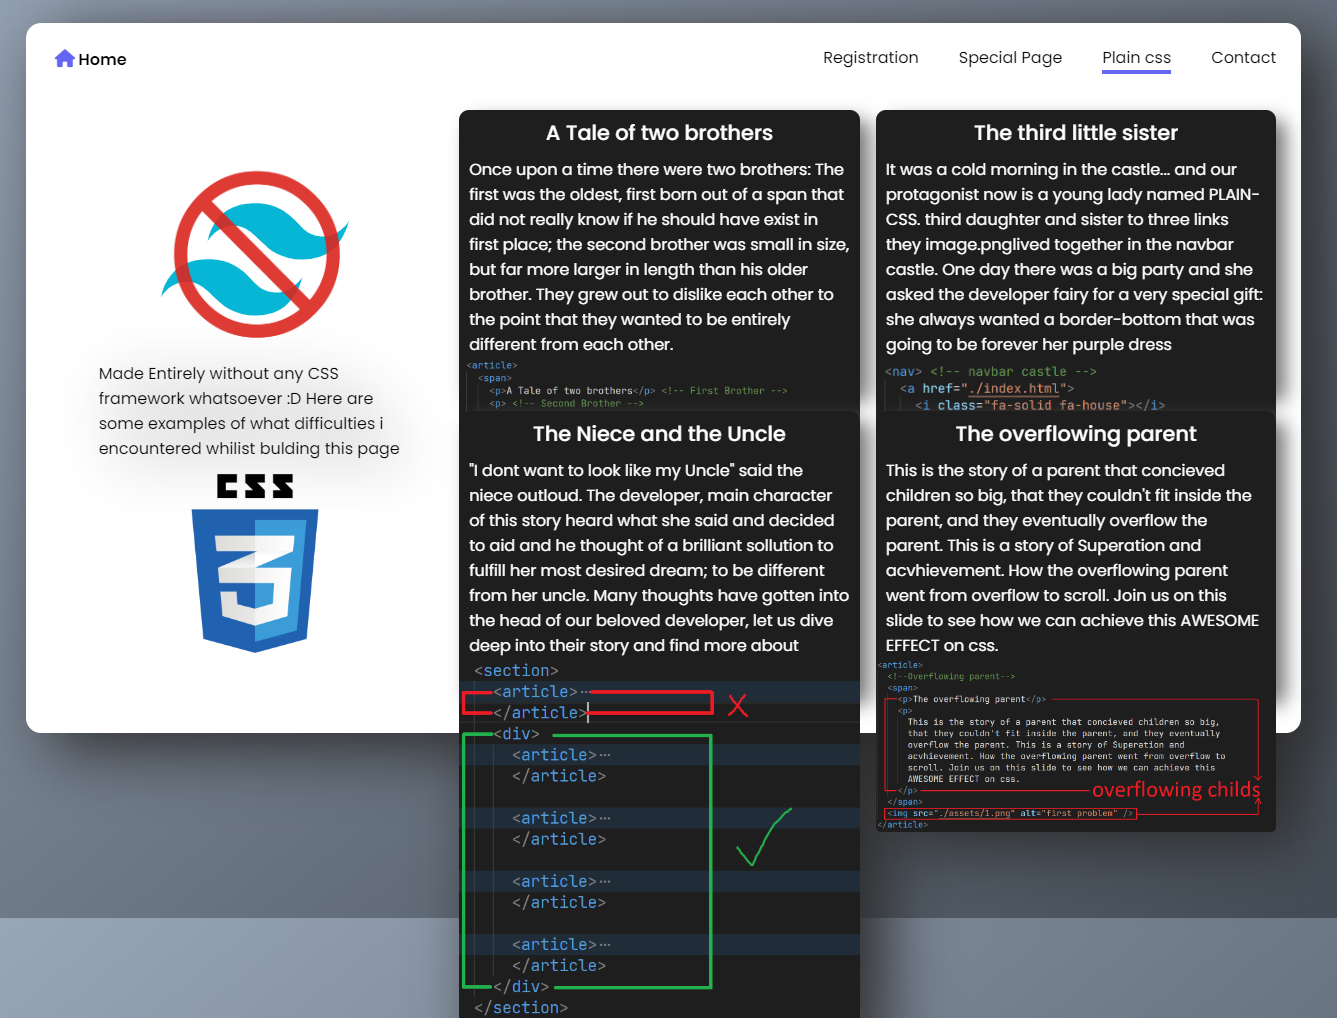 Home
Registration
Special Page
Plain css
Contact
Made Entirely without any CSS
framework whatsoever :D Here are
some examples of what difficulties i
encountered whilist bulding this page
CSS
A Tale of two brothers
Once upon a time there were two brothers: The
first was the oldest, first born out of a span that
did not really know if he should have exist in
first place; the second brother was small in size,
but far more larger in length than his older
brother. They grew out to dislike each other to
the point that they wanted to be entirely
different from each other.
<article>
<span>
<p>A Tale of two brothers</p> <!-- First Brother -->
<p> <!-- Second Brother -->
The third little sister
It was a cold morning in the castle... and our
protagonist now is a young lady named PLAIN-
CSS. third daughter and sister to three links
they image.pnglived together in the navbar
castle. One day there was a big party and she
asked the developer fairy for a very special gift:
she always wanted a border-bottom that was
going to be forever her purple dress
<nav> <!-- navbar castle -->
<a href="./index.html">
<i class="fa-solid fa-house"></i>
The Niece and the Uncle
"I dont want to look like my Uncle" said the
niece outloud. The developer, main character
of this story heard what she said and decided
to aid and he thought of a brilliant sollution to
fulfill her most desired dream; to be different
from her uncle. Many thoughts have gotten into
the head of our beloved developer, let us dive
deep into their story and find more about
<section>
<article>···
</article>
<div>
<article>···
</article>
<article>···
</article>
<article>···
</article>
<article>···
</article>
</div>
</section>
The overflowing parent
This is the story of a parent that concieved
children so big, that they couldn't fit inside the
parent, and they eventually overflow the
parent. This is a story of Superation and
acvhievement. How the overflowing parent
went from overflow to scroll. Join us on this
slide to see how we can achieve this AWESOME
EFFECT on css.
<article>
<!--Overflowing parent-->
<span>
<p>The overflowing parent</p>
<p>
This is the story of a parent that concieved children so big,
that they couldn't fit inside the parent, and they eventually
overflow the parent. This is a story of Superation and
acvhievement. How the overflowing parent went from overflow to
scroll. Join us on this slide to see how we can achieve this
AWESOME EFFECT on css.
</p>
overflowing childs
</span>
<img src="./assets/1.png" alt="first problem" />
</article>